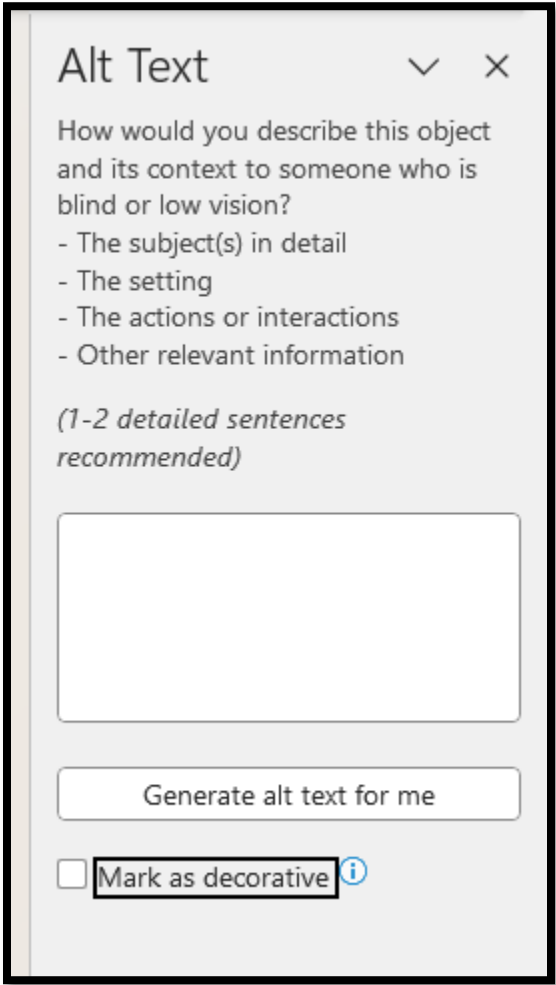 Alt Text
How would you describe this object
and its context to someone who is
blind or low vision?
- The subject(s) in detail
- The setting
- The actions or interactions
- Other relevant information
(1-2 detailed sentences
recommended)
Generate alt text for me
Mark as decorative